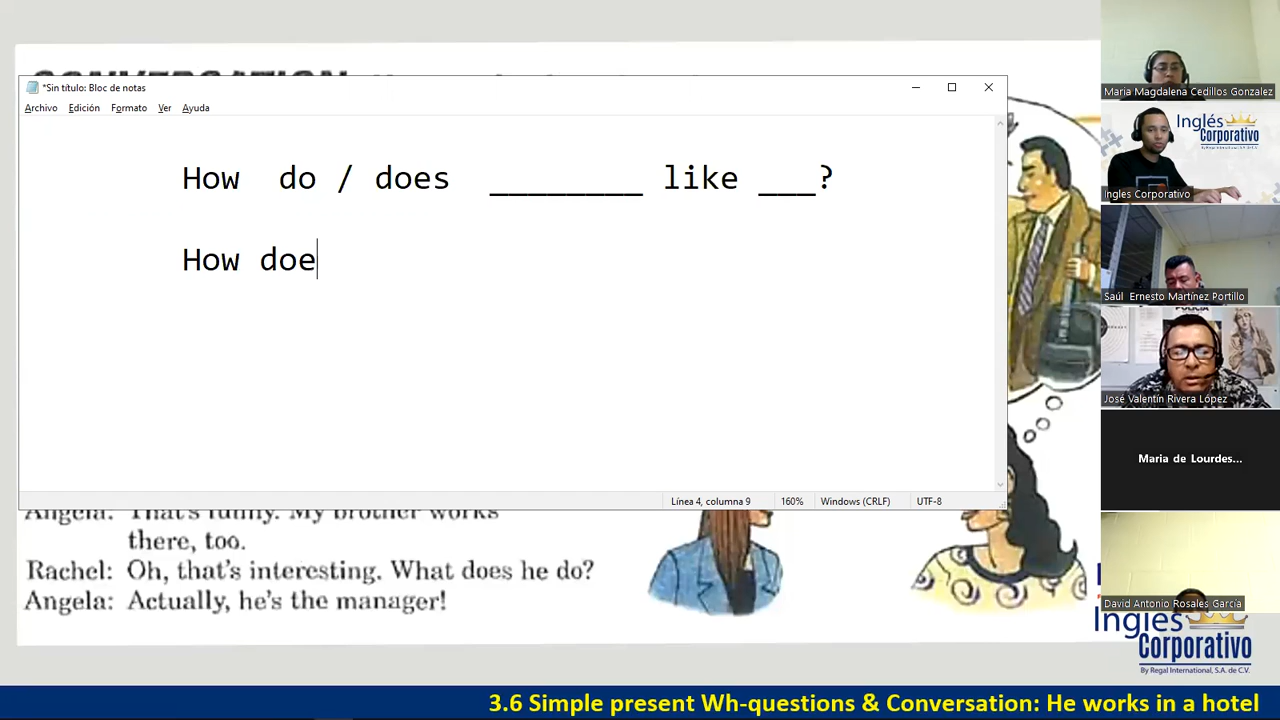 *Sin título: Bloc de notas
Archivo Edición Formato Ver Ayuda
How do / does ________ like ___?
How doe
Línea 4, columna 9 160% Windows (CRLF) UTF-8
Angela: That's funny. My brother works
there, too.
Rachel: Oh, that's interesting. What does he do?
Angela: Actually, he's the manager!
Maria Magdalena Cedillos Gonzalez
Inglés
Corporativo
Ingles Corporativo
Saúl Ernesto Martínez Portillo
José Valentín Rivera López
Maria de Lourdes...
David Antonio Rosales García
Inglés
Corporativo
By Regal International, S.A. de C.V.
3.6 Simple present Wh-questions & Conversation: He works in a hotel